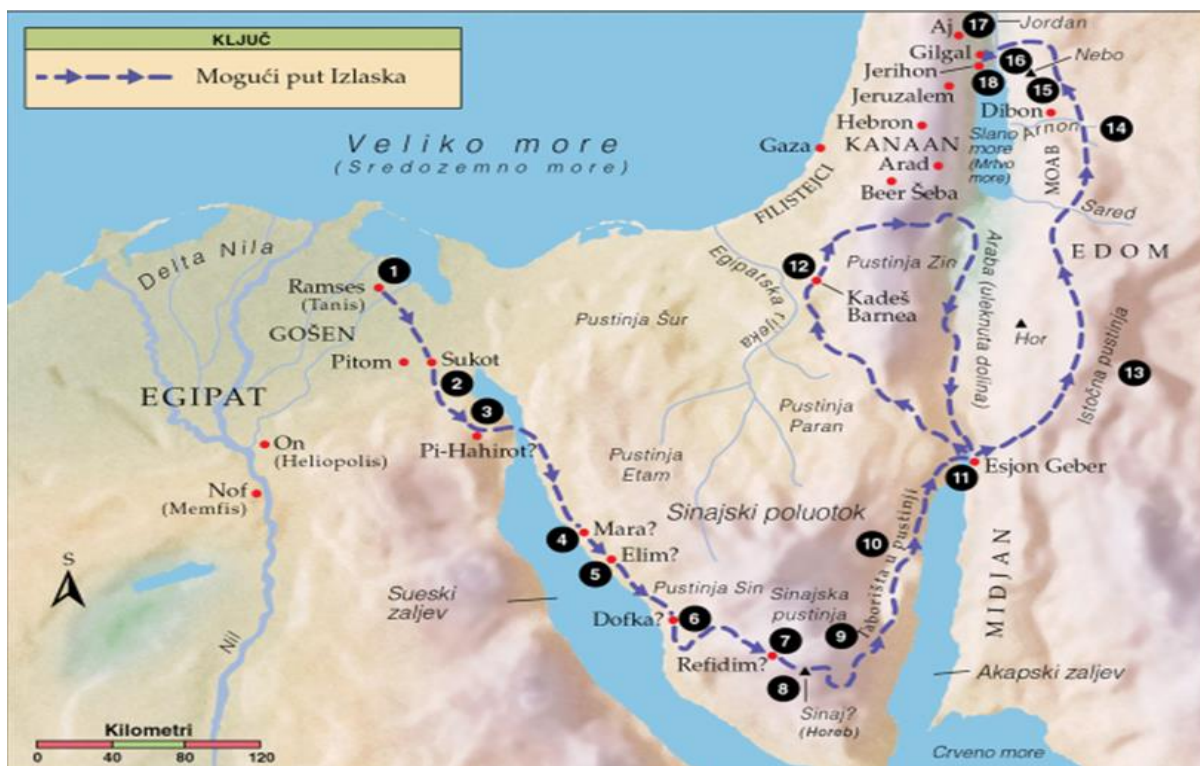 KLJUČ
Mogući put Izlaska
Veliko more
(Sredozemno more)
Delta Nila
1
Ramses
(Tanis)
GOŠEN
Pitom
Sukot
2
3
EGIPAT
Pi-Hahirot?
On
(Heliopolis)
Nof
(Memfis)
S
Nil
Kilometri
0 40 80 120
Sueski
zaljev
4
Mara?
5
Elim?
Pustinja Sin
Dofka?
6
Sinajska
pustinja
7
Refidim?
8
Sinaj?
(Horeb)
9
10
Taborišta u pustinji
Sinajski poluotok
Pustinja
Etam
Pustinja
Paran
Pustinja Šur
Egipatska rijeka
12
Kadeš
Barnea
Pustinja Zin
Araba (uleknuta dolina)
Hor
11
Esjon Geber
MIDJAN
Akapski zaljev
Crveno more
Istočna pustinja
13
EDOM
Sared
MOAB
Arnon
14
Dibon
15
16
Nebo
Jordan
17
Aj
Gilgal
Jerihon
18
Jeruzalem
Hebron
KANAAN
Slano
more
(Mrtvo
more)
Arad
Beer Šeba
Gaza
FILISTEJCI